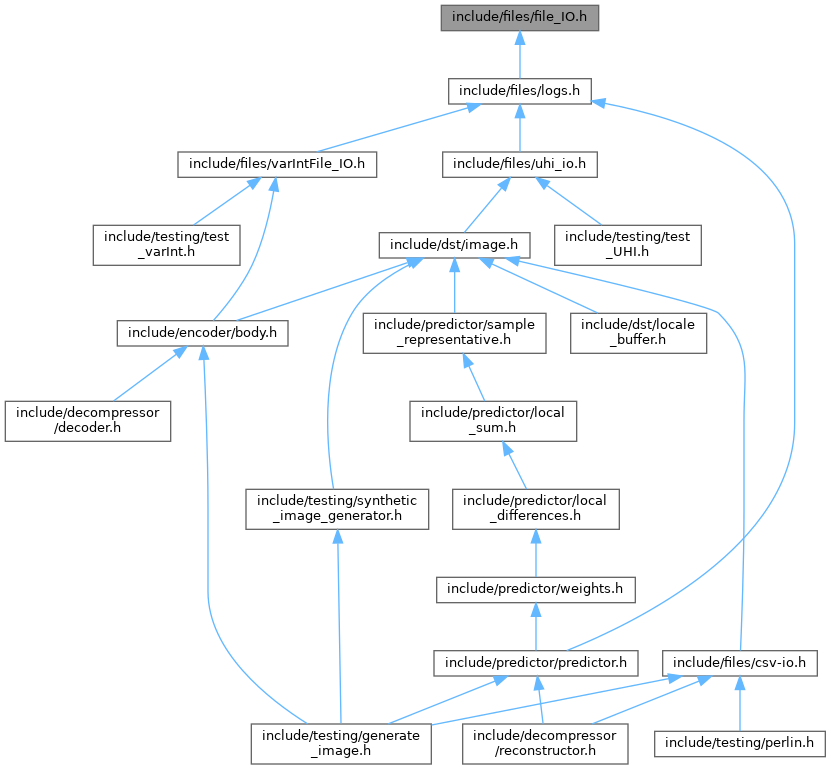 include/files/file_IO.h
include/files/logs.h
include/files/varIntFile_IO.h
include/files/uhi_io.h
include/testing/test
_varInt.h
include/dst/image.h
include/testing/test
_UHI.h
include/encoder/body.h
include/predictor/sample
_representative.h
include/dst/locale
_buffer.h
include/decompressor
/decoder.h
include/predictor/local
_sum.h
include/testing/synthetic
_image_generator.h
include/predictor/local
_differences.h
include/predictor/weights.h
include/predictor/predictor.h
include/files/csv-io.h
include/testing/generate
_image.h
include/decompressor
/reconstructor.h
include/testing/perlin.h